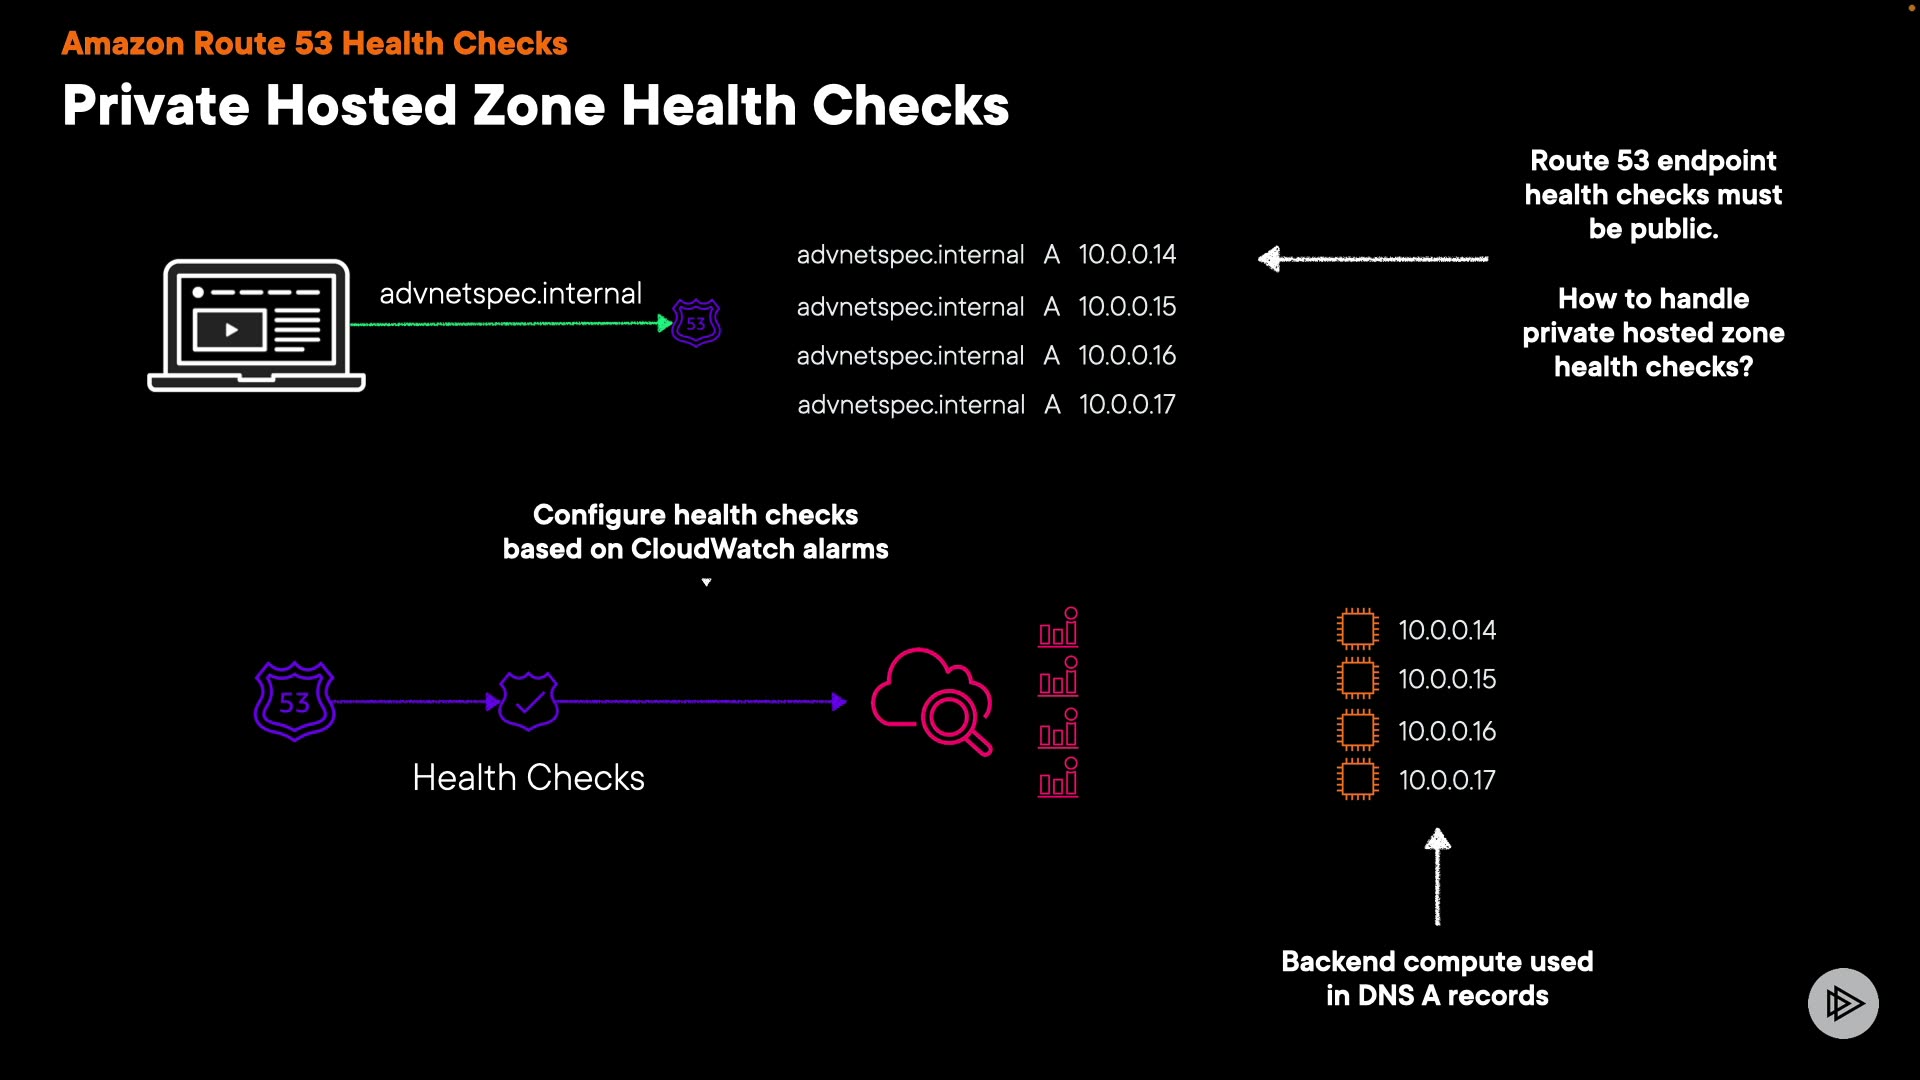 Amazon Route 53 Health Checks
Private Hosted Zone Health Checks
Route 53 endpoint
health checks must
be public.
How to handle
private hosted zone
health checks?
advnetspec.internal
53
advnetspec.internal A 10.0.0.14
advnetspec.internal A 10.0.0.15
advnetspec.internal A 10.0.0.16
advnetspec.internal A 10.0.0.17
Configure health checks
based on CloudWatch alarms
53
Health Checks
10.0.0.14
10.0.0.15
10.0.0.16
10.0.0.17
Backend compute used
in DNS A records